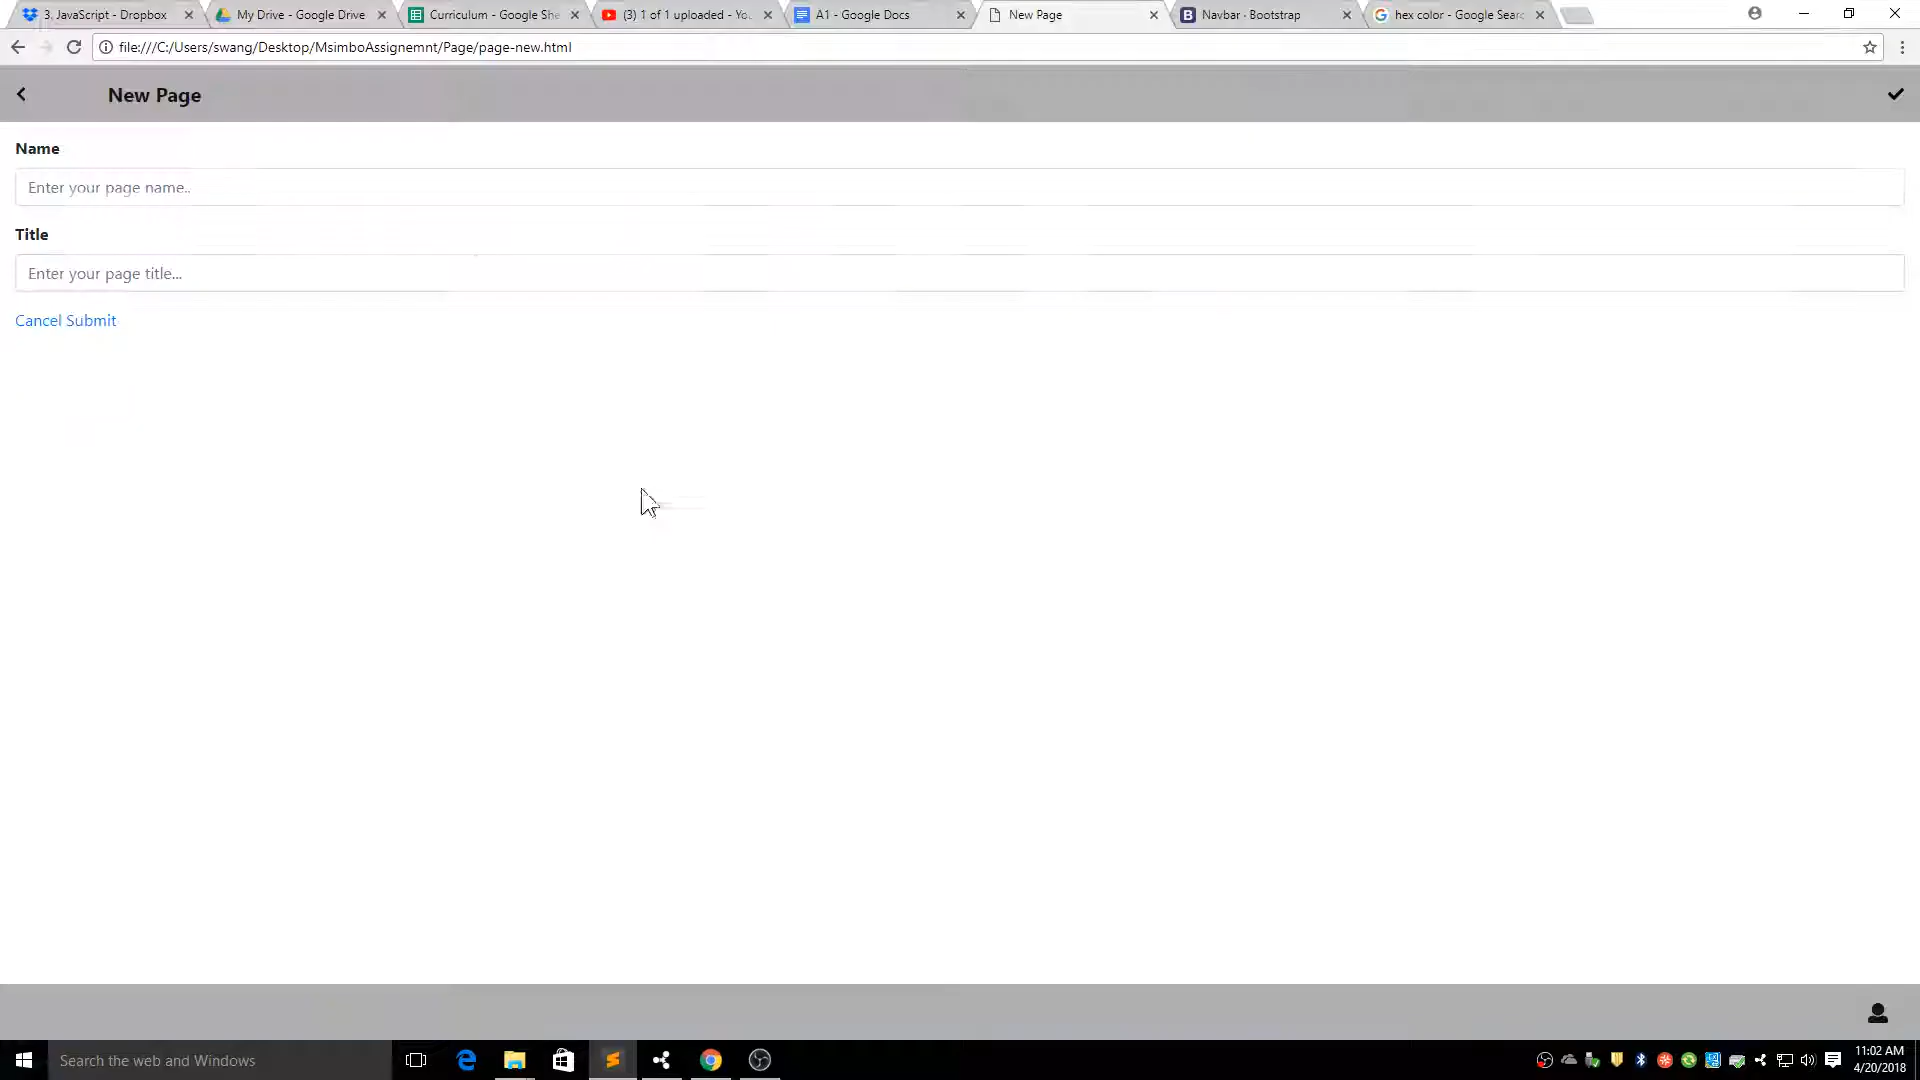 3. JavaScript - Dropbox
My Drive - Google Drive
Curriculum - Google She
(3) 1 of 1 uploaded - Yo
A1 - Google Docs
New Page
Navbar · Bootstrap
hex color - Google Searc
file:///C:/Users/swang/Desktop/MsimboAssignemnt/Page/page-new.html
New Page
Name
Enter your page name..
Title
Enter your page title...
Cancel Submit
Search the web and Windows
11:02 AM
4/20/2018